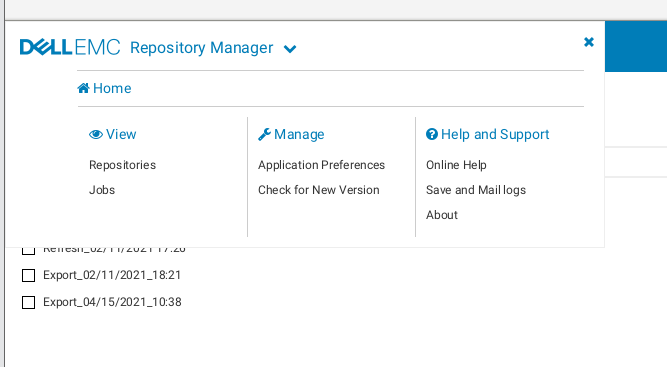 DELLEMC Repository Manager
Home
View
Manage
Help and Support
Repositories
Application Preferences
Online Help
Jobs
Check for New Version
Save and Mail logs
About
Refresh_02/11/2021 17:26
Export_02/11/2021_18:21
Export_04/15/2021_10:38